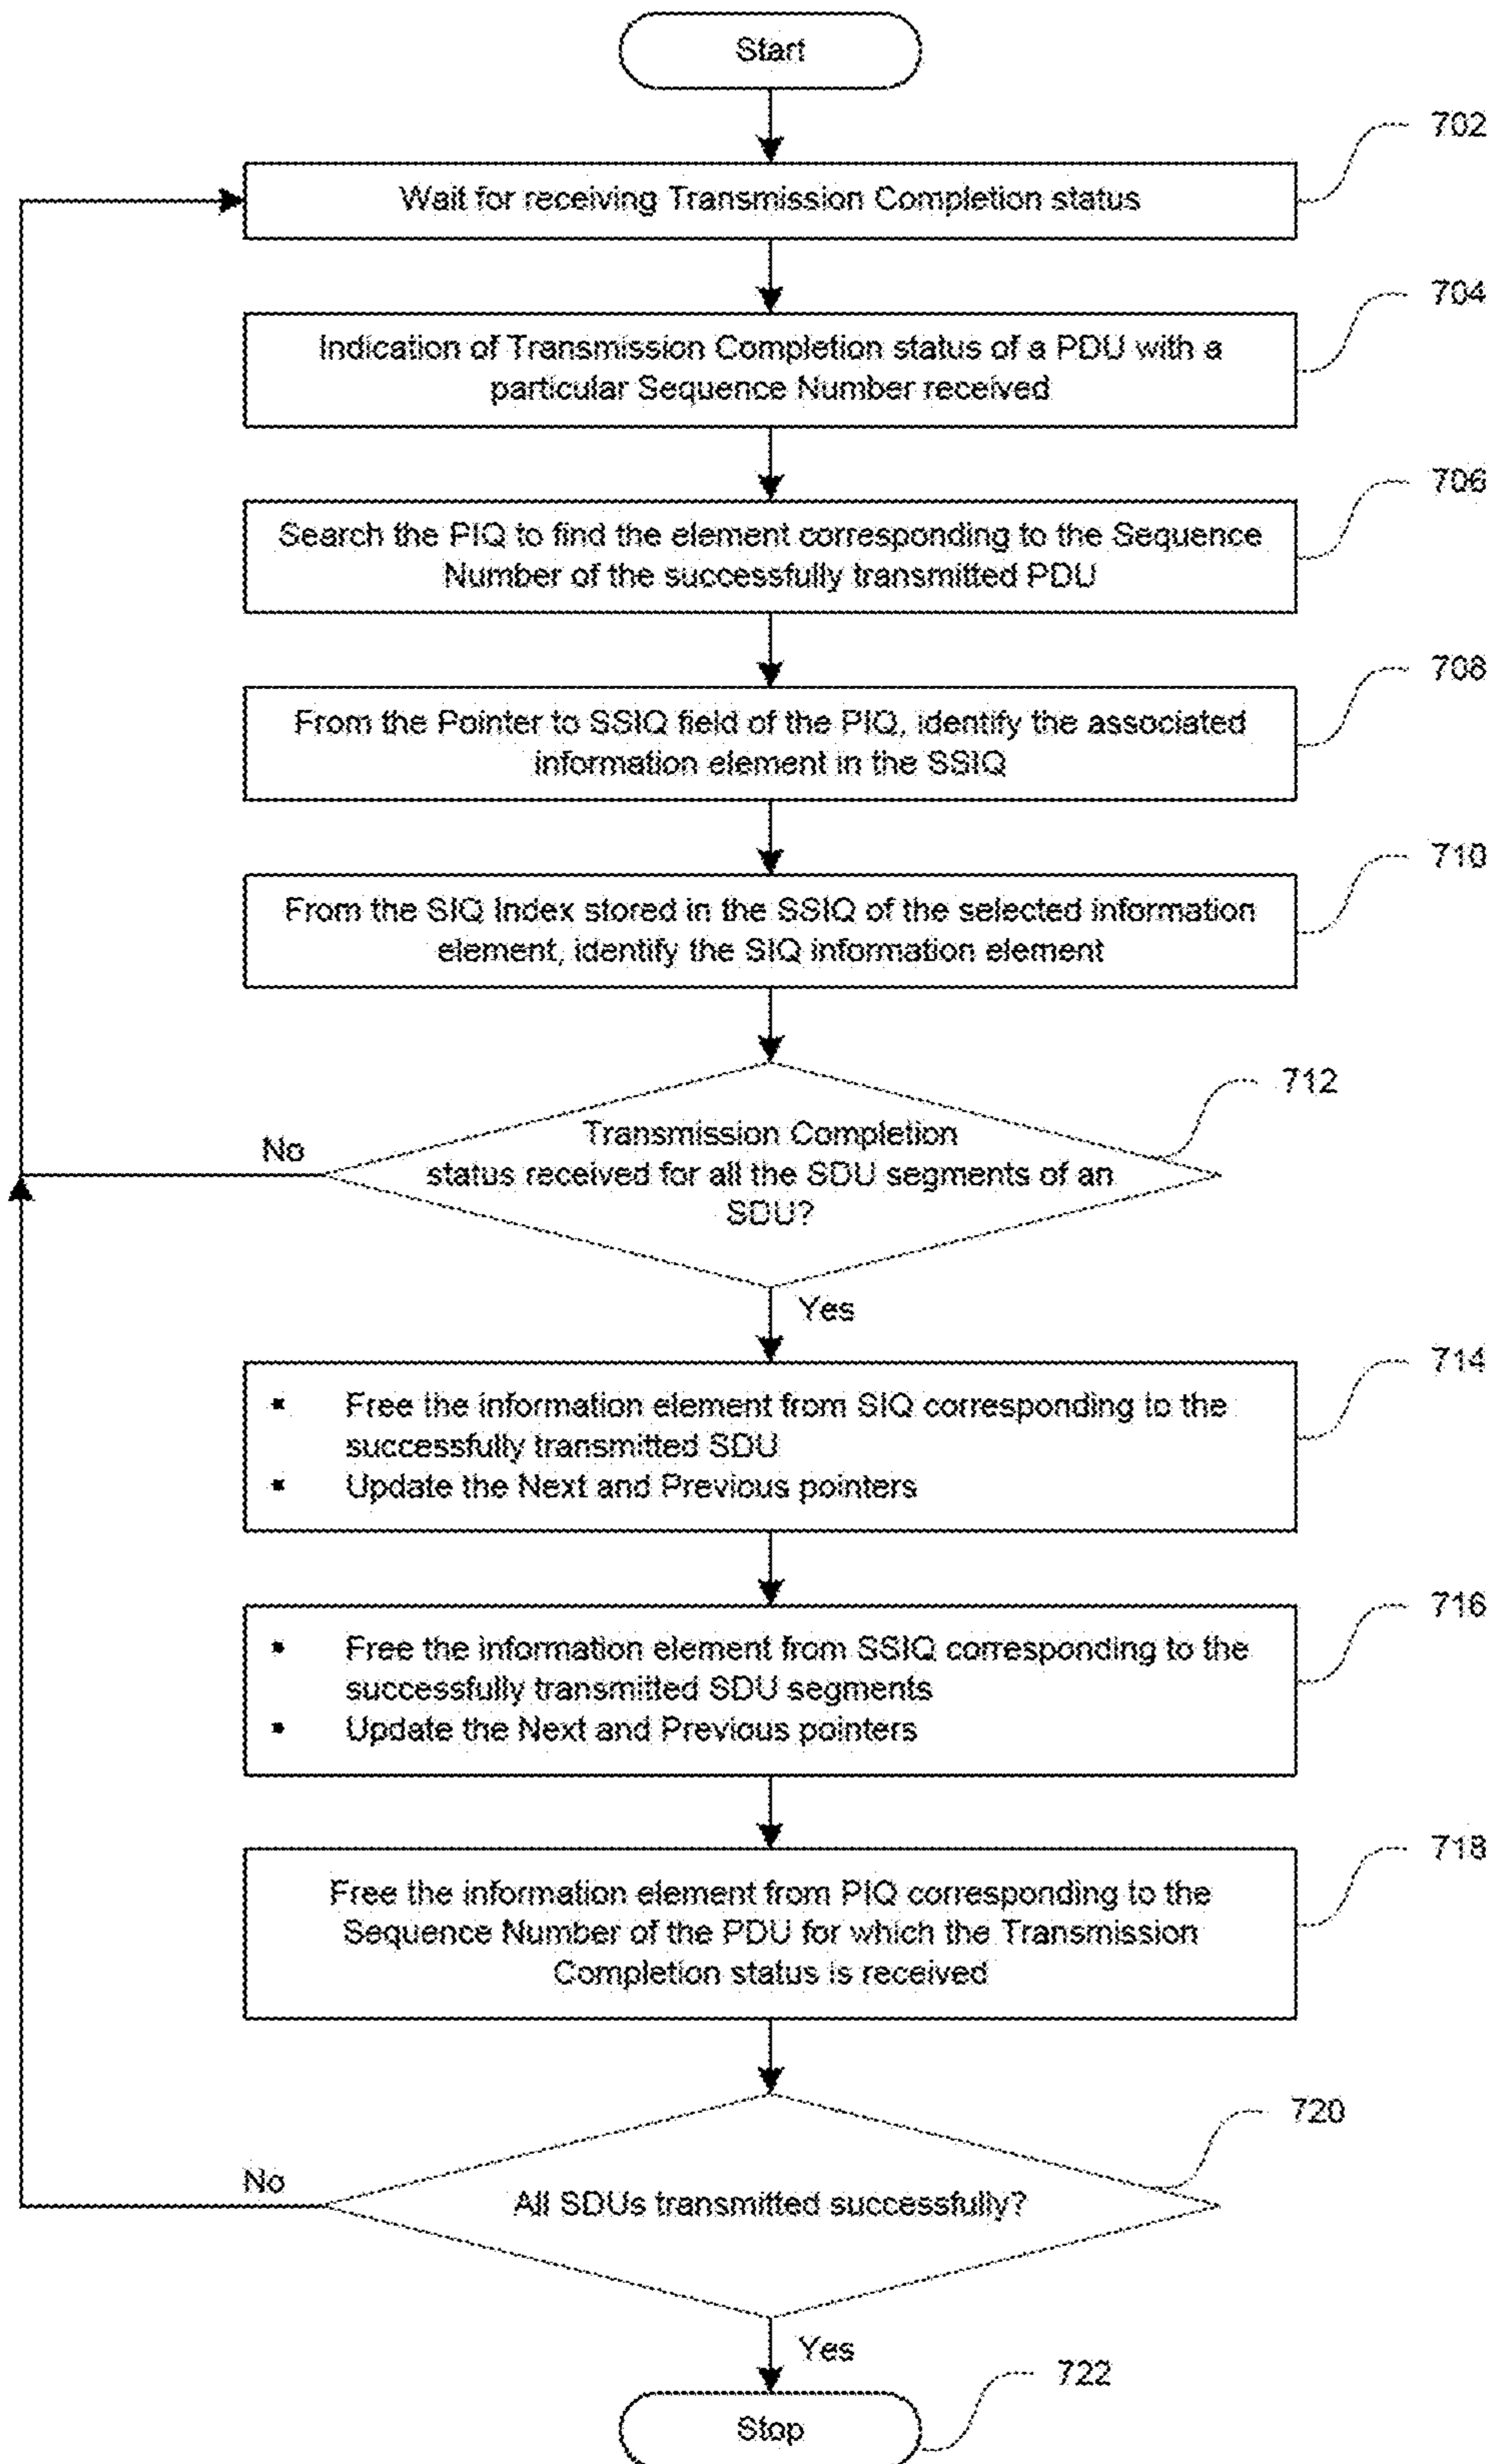 Start
702
Wait for receiving Transmission Completion status
704
Indication of Transmission Completion status of a PDU with a
particular Sequence Number received
706
Search the PIQ to find the element corresponding to the Sequence
Number of the successfully transmitted PDU
708
From the Pointer to SSIQ field of the PIQ, identify the associated
information element in the SSIQ
710
From the SIQ Index stored in the SSIQ of the selected information
element, identify the SIQ information element
712
No
Transmission Completion
status received for all the SDU segments of an
SDU?
Yes
714
▪ Free the information element from SIQ corresponding to the
successfully transmitted SDU
▪ Update the Next and Previous pointers
716
• Free the information element from SSIQ corresponding to the
successfully transmitted SDU segments
• Update the Next and Previous pointers
718
Free the information element from PIQ corresponding to the
Sequence Number of the PDU for which the Transmission
Completion status is received
720
No
All SDUs transmitted successfully?
Yes
722
Stop